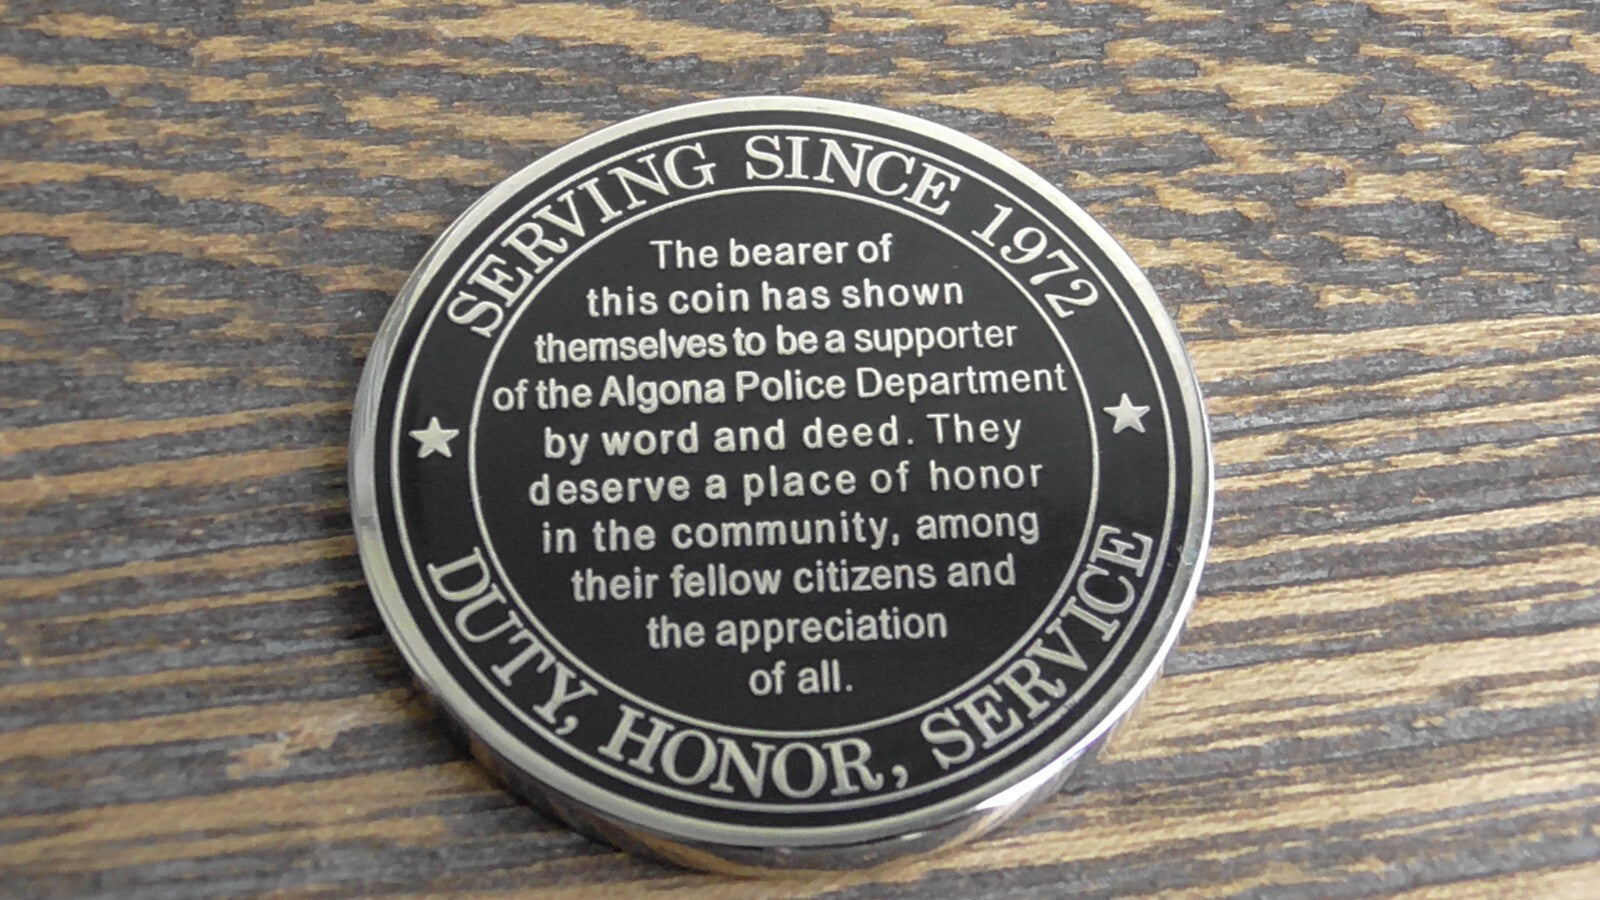 SERVING SINCE 1972
The bearer of
this coin has shown
themselves to be a supporter
of the Algona Police Department
by word and deed. They
deserve a place of honor
in the community, among
their fellow citizens and
the appreciation
of all.
DUTY, HONOR, SERVICE